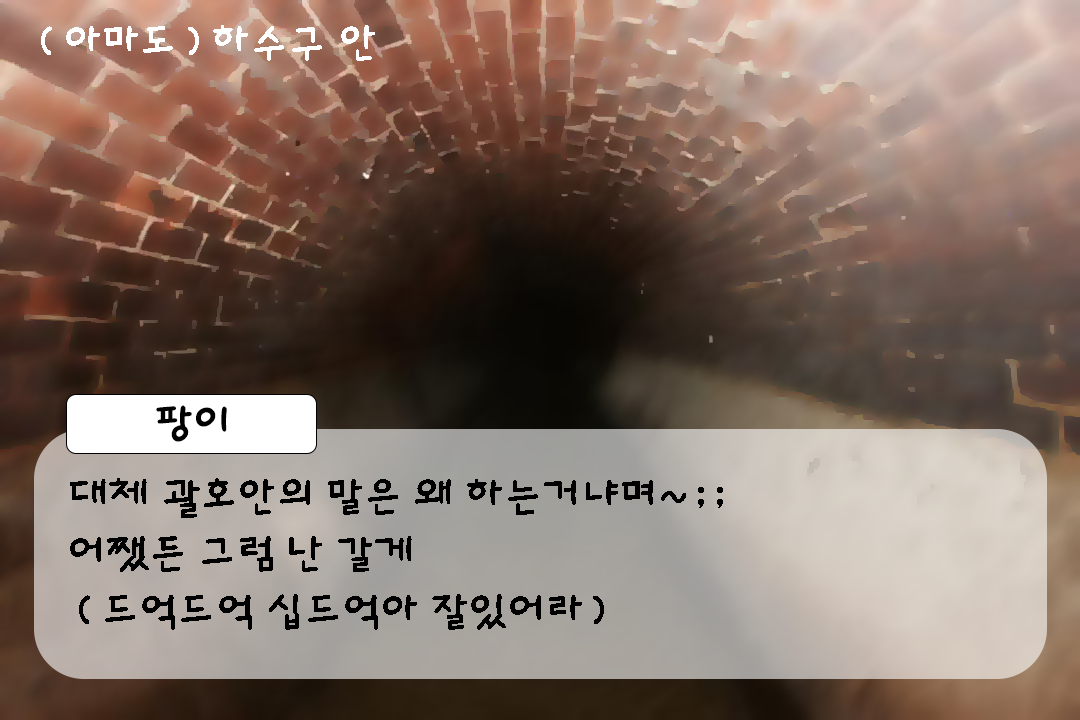 (아마도) 하수구 안
팡이
대체 괄호안의 말은 왜 하는거냐며~;;
어쨌든 그럼 난 갈게
(드억드억 십드억아 잘있어라)